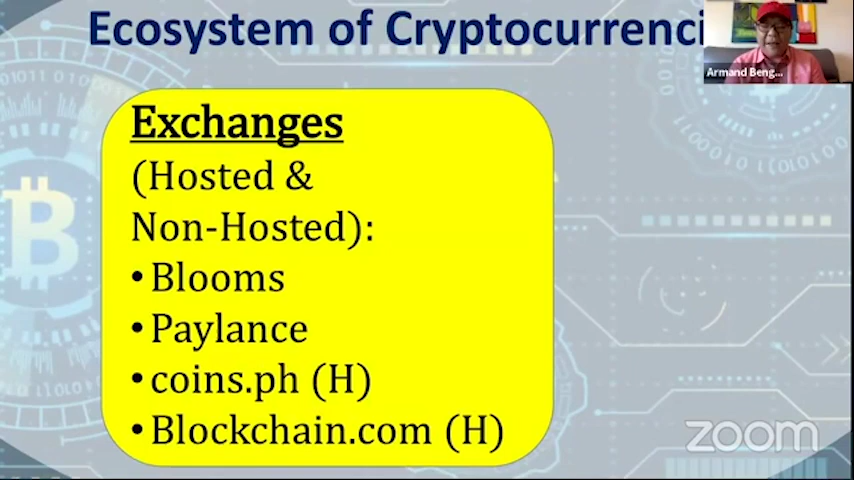 Ecosystem of Cryptocurrenci
Armand Beng...
Exchanges
(Hosted &
Non-Hosted):
•Blooms
•Paylance
•coins.ph (H)
•Blockchain.com (H)
zoom